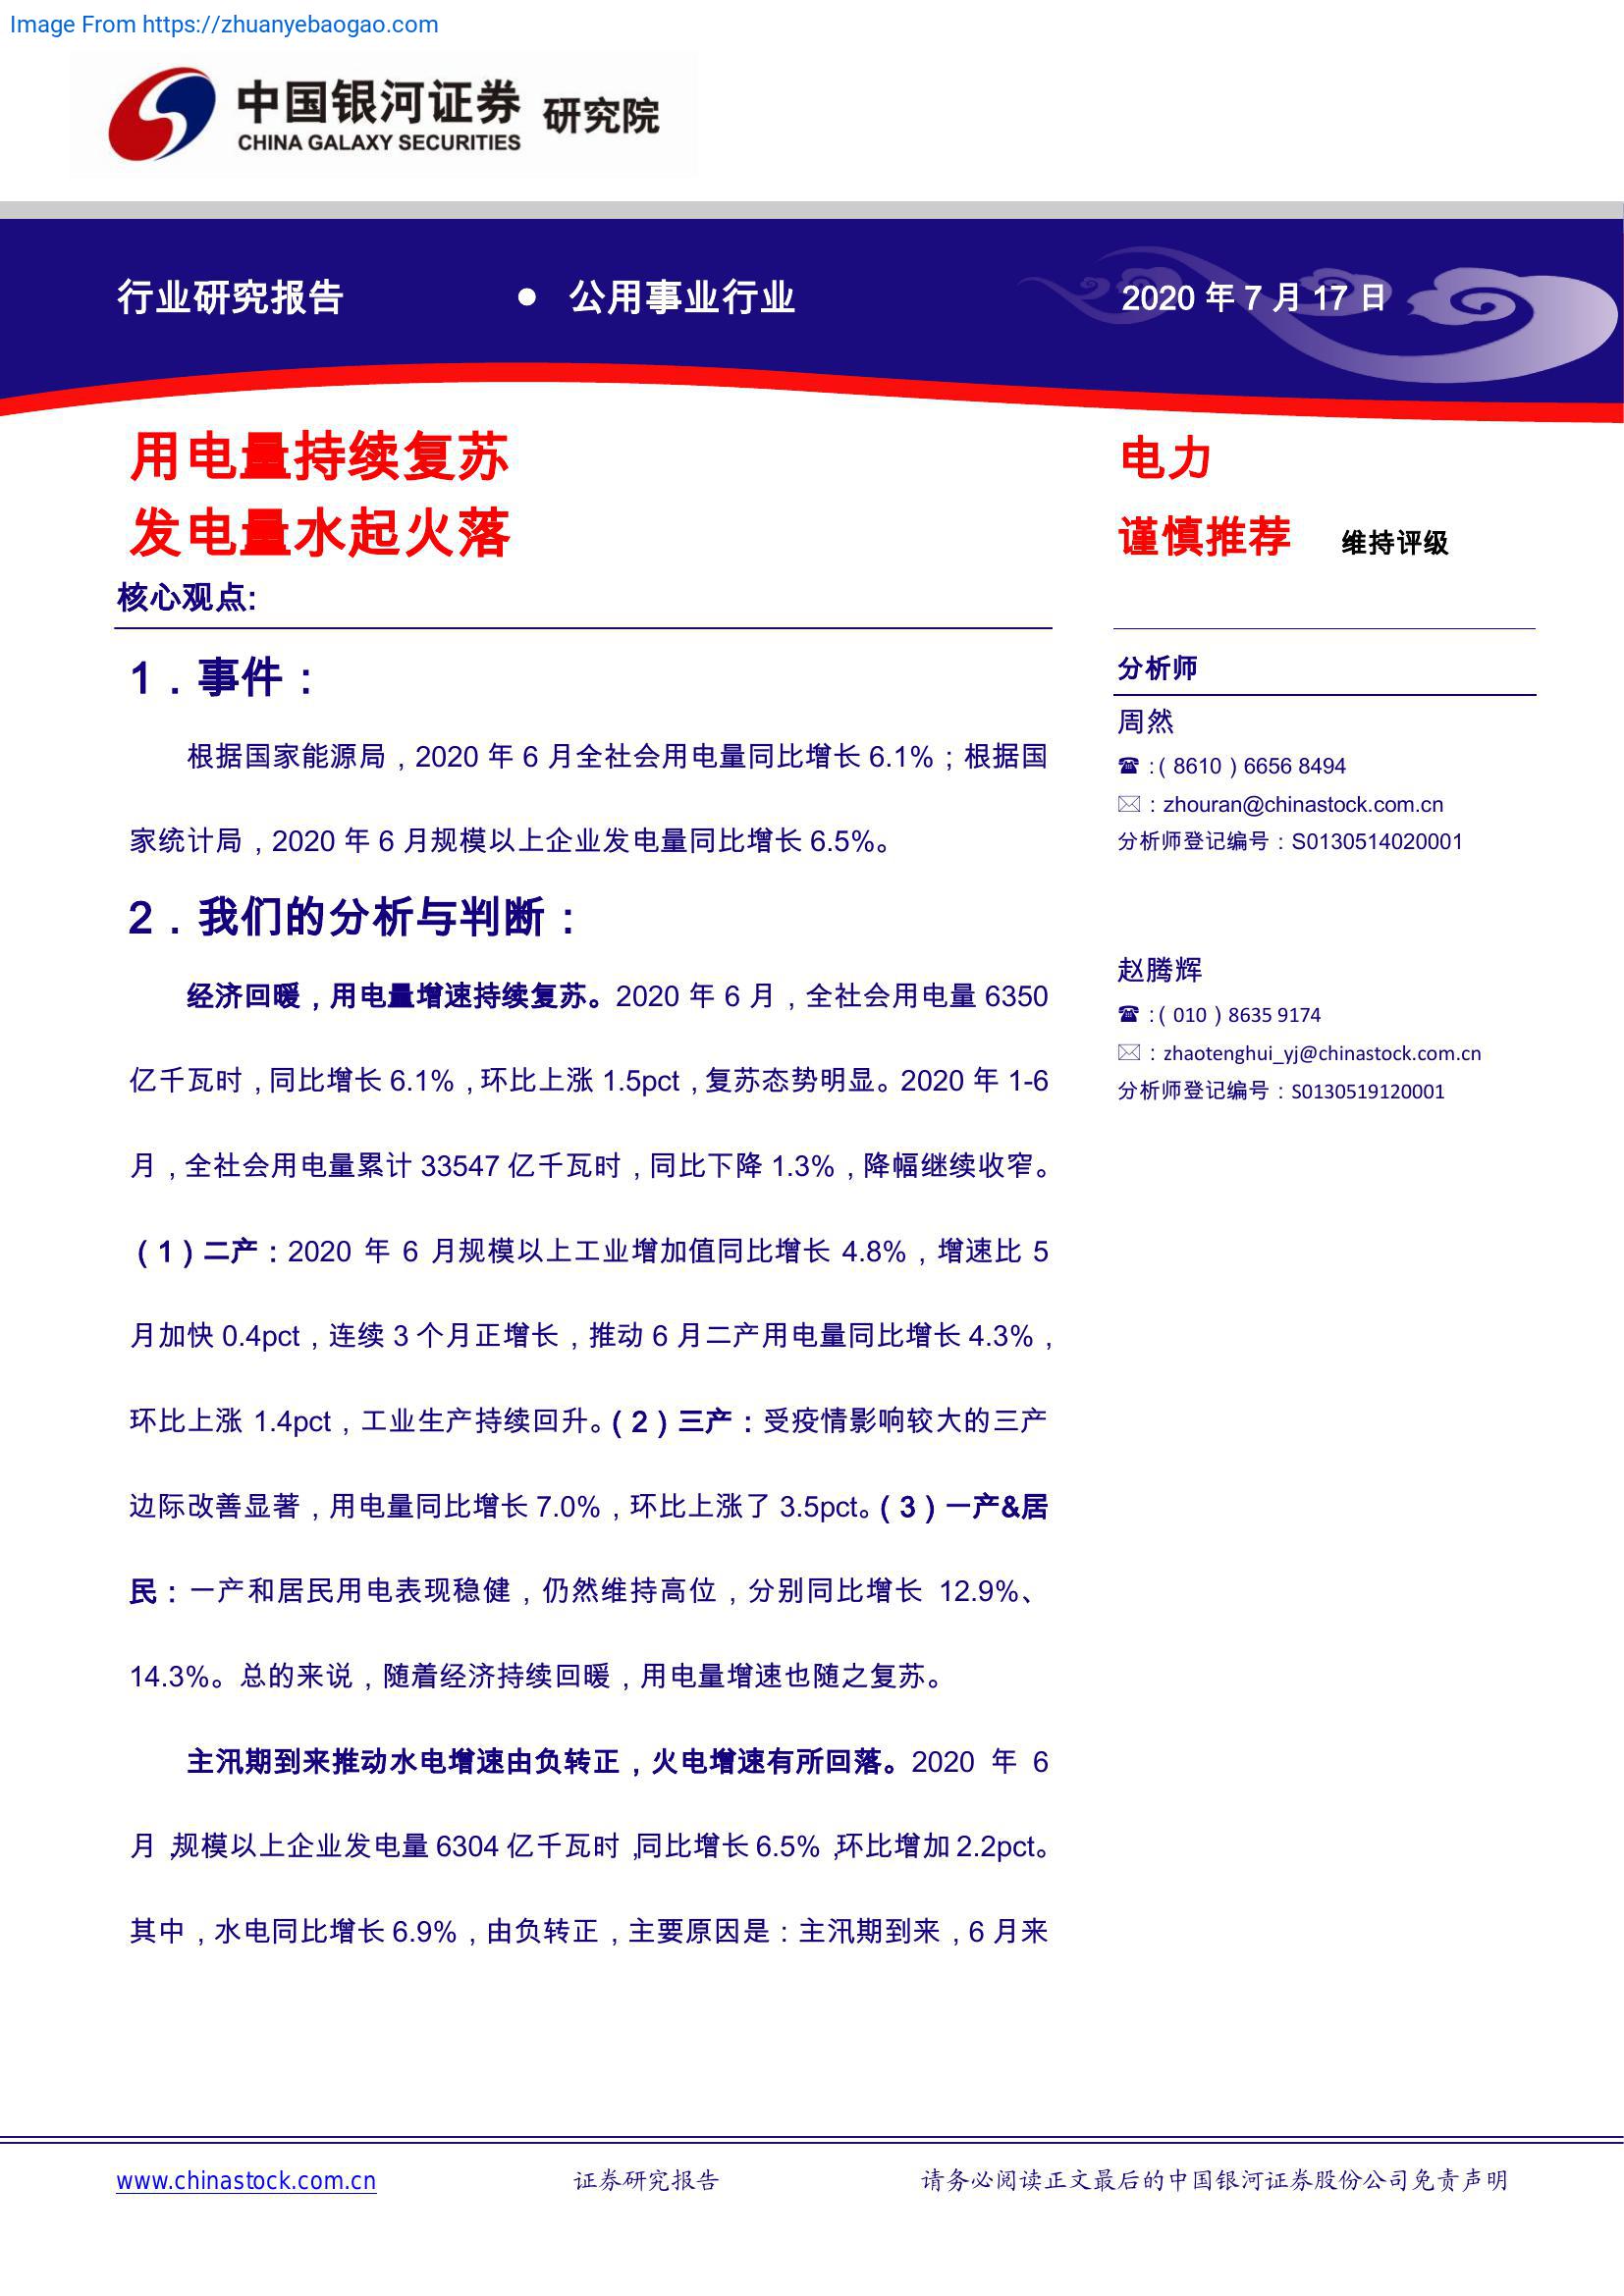 Image From https://zhuanyebaogao.com
中国银河证券 研究院
CHINA GALAXY SECURITIES
行业研究报告 ● 公用事业行业 2020 年 7 月 17 日
用电量持续复苏
发电量水起火落
核心观点:
1．事件：
根据国家能源局，2020 年 6 月全社会用电量同比增长 6.1%；根据国
家统计局，2020 年 6 月规模以上企业发电量同比增长 6.5%。
2．我们的分析与判断：
经济回暖，用电量增速持续复苏。2020 年 6 月，全社会用电量 6350
亿千瓦时，同比增长 6.1%，环比上涨 1.5pct，复苏态势明显。2020 年 1-6
月，全社会用电量累计 33547 亿千瓦时，同比下降 1.3%，降幅继续收窄。
（1）二产：2020 年 6 月规模以上工业增加值同比增长 4.8%，增速比 5
月加快 0.4pct，连续 3 个月正增长，推动 6 月二产用电量同比增长 4.3%，
环比上涨 1.4pct，工业生产持续回升。（2）三产：受疫情影响较大的三产
边际改善显著，用电量同比增长 7.0%，环比上涨了 3.5pct。（3）一产&居
民：一产和居民用电表现稳健，仍然维持高位，分别同比增长 12.9%、
14.3%。总的来说，随着经济持续回暖，用电量增速也随之复苏。
主汛期到来推动水电增速由负转正，火电增速有所回落。2020 年 6
月，规模以上企业发电量 6304 亿千瓦时，同比增长 6.5%，环比增加 2.2pct。
其中，水电同比增长 6.9%，由负转正，主要原因是：主汛期到来，6 月来
电力
谨慎推荐 维持评级
分析师
周然
☎：（8610）6656 8494
✉：zhouran@chinastock.com.cn
分析师登记编号：S0130514020001
赵腾辉
☎：（010）8635 9174
✉：zhaotenghui_yj@chinastock.com.cn
分析师登记编号：S0130519120001
www.chinastock.com.cn 证券研究报告 请务必阅读正文最后的中国银河证券股份公司免责声明